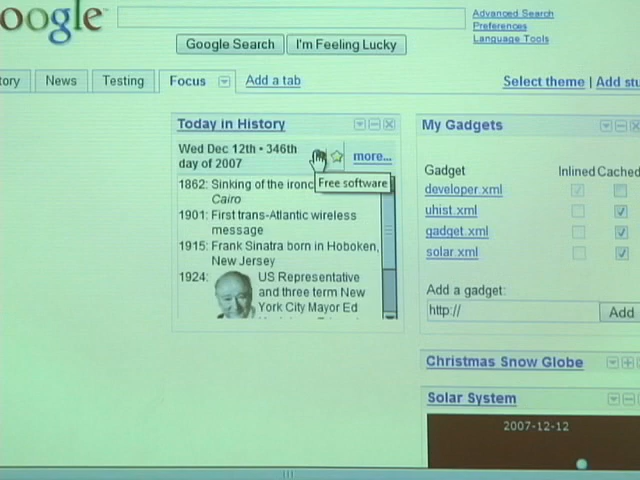 oogle™
Advanced Search
Preferences
Language Tools
Google Search
I'm Feeling Lucky
tory
News
Testing
Focus
Add a tab
Select theme | Add stu
Today in History
Wed Dec 12th • 346th
day of 2007
more...
Free software
1862: Sinking of the ironc
Cairo
1901: First trans-Atlantic wireless
message
1915: Frank Sinatra born in Hoboken,
New Jersey
1924:
US Representative
and three term New
York City Mayor Ed
My Gadgets
Gadget Inlined Cached
developer.xml
uhist.xml
gadget.xml
solar.xml
Add a gadget:
http://
Add
Christmas Snow Globe
Solar System
2007-12-12